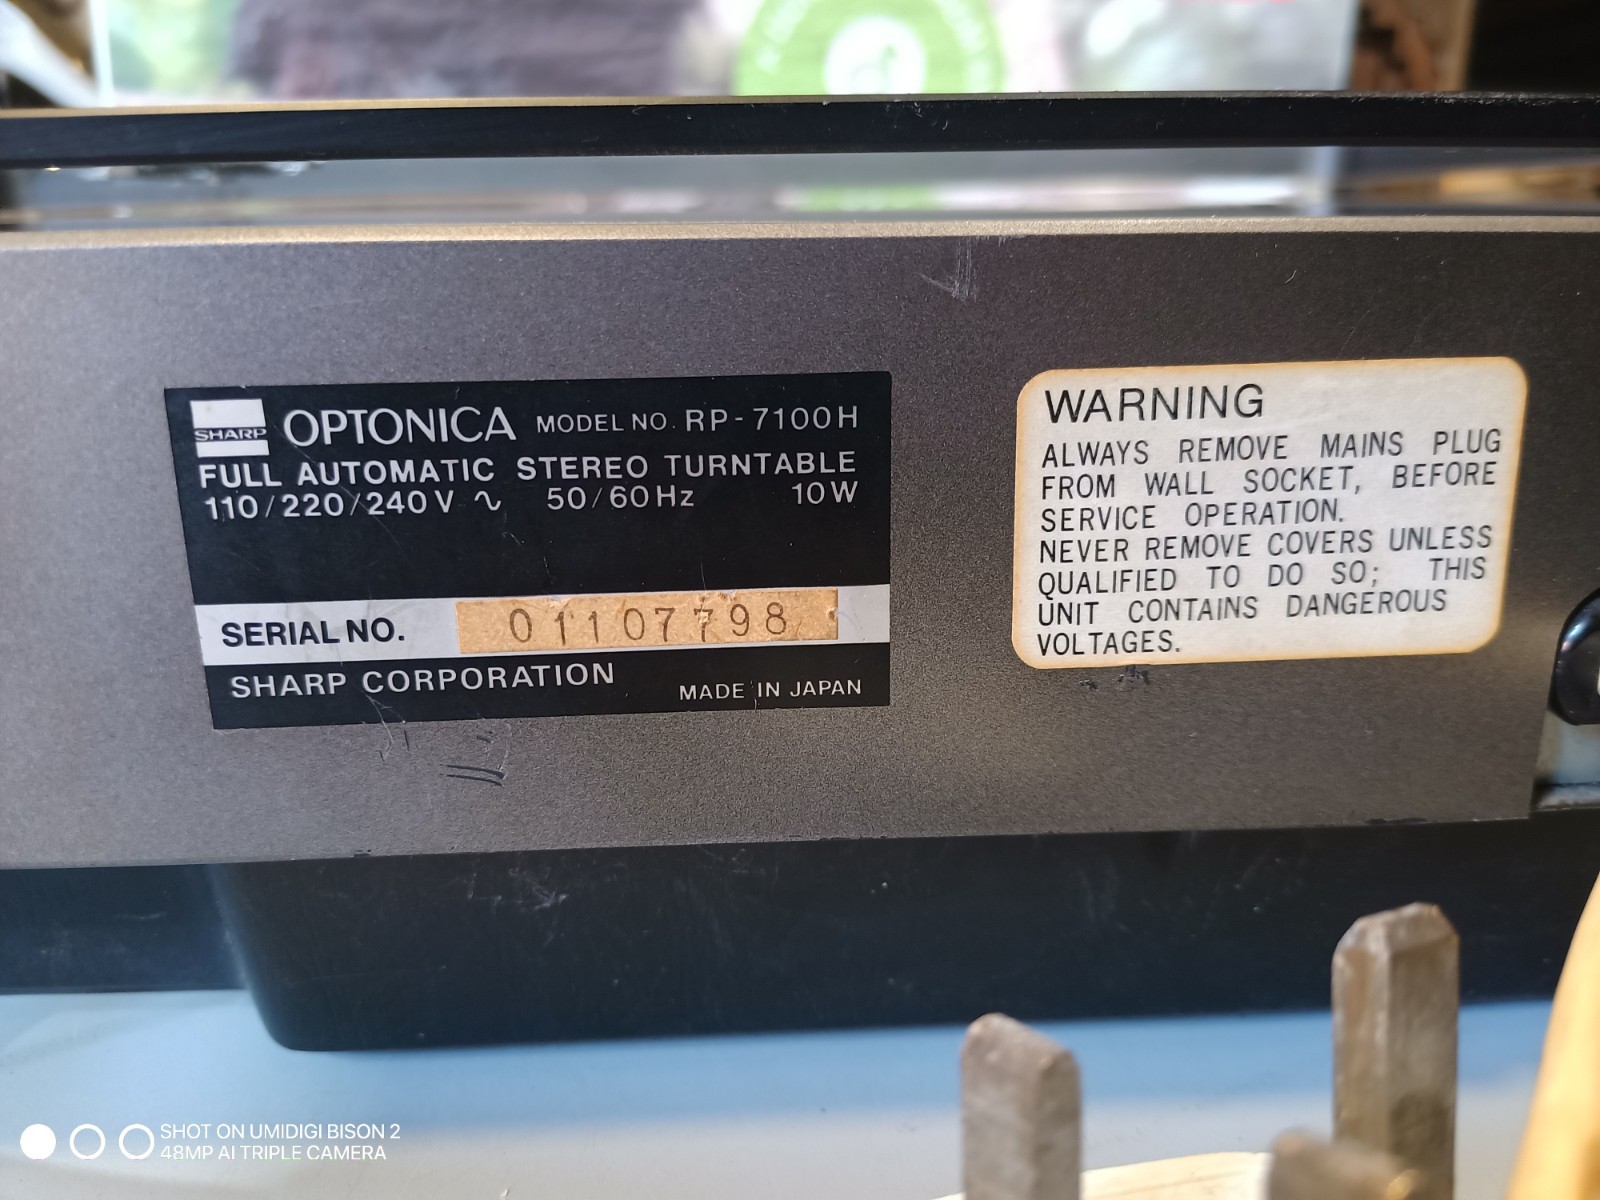 SHARP OPTONICA MODEL NO. RP-7100H
FULL AUTOMATIC STEREO TURNTABLE
110/220/240V ∿ 50/60Hz 10W
SERIAL NO. 01107798
SHARP CORPORATION MADE IN JAPAN
WARNING
ALWAYS REMOVE MAINS PLUG
FROM WALL SOCKET, BEFORE
SERVICE OPERATION.
NEVER REMOVE COVERS UNLESS
QUALIFIED TO DO SO; THIS
UNIT CONTAINS DANGEROUS
VOLTAGES.
SHOT ON UMIDIGI BISON 2
48MP AI TRIPLE CAMERA